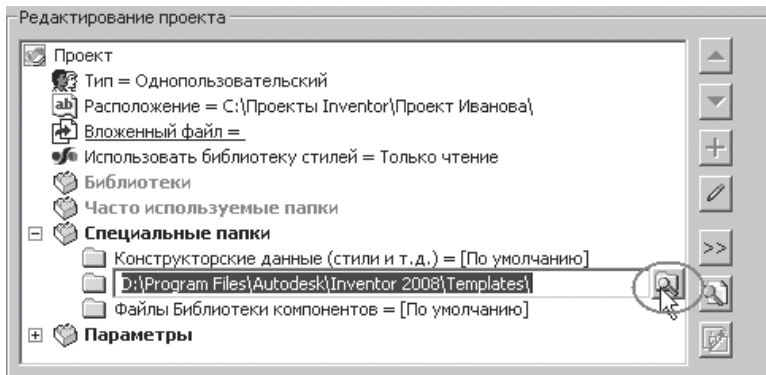 Редактирование проекта
Проект
Тип = Однопользовательский
Расположение = C:\Проекты Inventor\Проект Иванова\
Вложенный файл =
Использовать библиотеку стилей = Только чтение
Библиотеки
Часто используемые папки
Специальные папки
Конструкторские данные (стили и т.д.) = [По умолчанию]
D:\Program Files\Autodesk\Inventor 2008\Templates\
Файлы Библиотеки компонентов = [По умолчанию]
Параметры
>>